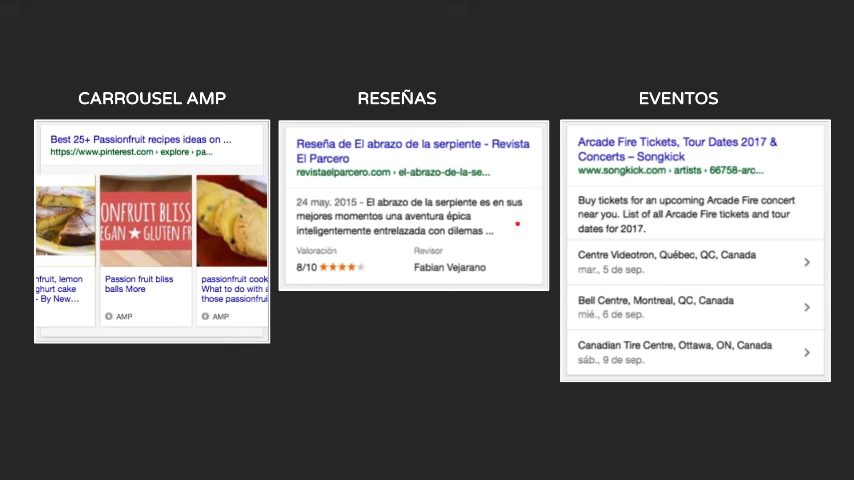 CARROUSEL AMP
Best 25+ Passionfruit recipes ideas on ...
https://www.pinterest.com › explore › pa...
ONFRUIT BLISS
EGAN ★ GLUTEN FR
nfruit, lemon
ghurt cake
- By New...
Passion fruit bliss
balls More
AMP
passionfruit cook
What to do with a
those passionfrui
AMP
RESEÑAS
Reseña de El abrazo de la serpiente - Revista
El Parcero
revistaelparcero.com › el-abrazo-de-la-se...
24 may. 2015 - El abrazo de la serpiente es en sus
mejores momentos una aventura épica
inteligentemente entrelazada con dilemas ...
Valoración Revisor
8/10 ★★★★★ Fabian Vejarano
EVENTOS
Arcade Fire Tickets, Tour Dates 2017 &
Concerts – Songkick
www.songkick.com › artists › 66758-arc...
Buy tickets for an upcoming Arcade Fire concert
near you. List of all Arcade Fire tickets and tour
dates for 2017.
Centre Videotron, Québec, QC, Canada
mar., 5 de sep.
Bell Centre, Montreal, QC, Canada
mié., 6 de sep.
Canadian Tire Centre, Ottawa, ON, Canada
sáb., 9 de sep.